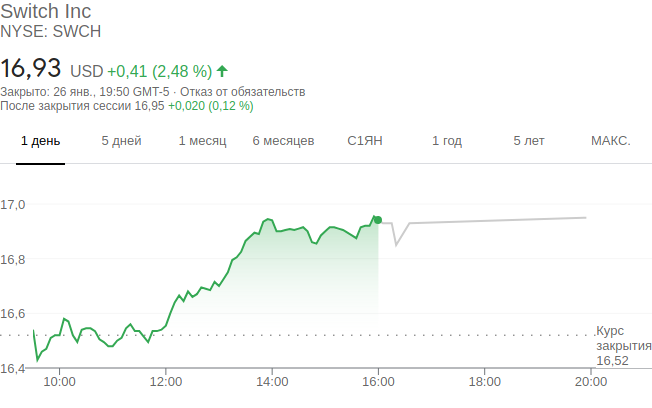 Switch Inc
NYSE: SWCH
16,93 USD +0,41 (2,48 %)
Закрыто: 26 янв., 19:50 GMT-5 · Отказ от обязательств
После закрытия сессии 16,95 +0,020 (0,12 %)
1 день 5 дней 1 месяц 6 месяцев С1ЯН 1 год 5 лет МАКС.
17,0
16,8
16,6
Курс
закрытия
16,52
16,4
10:00 12:00 14:00 16:00 18:00 20:00